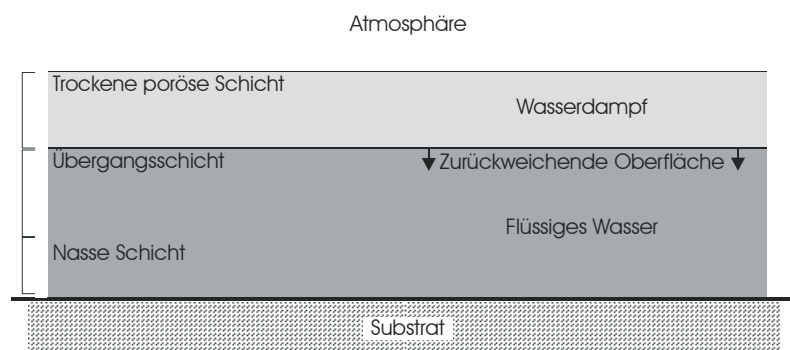 Atmosphäre
Trockene poröse Schicht
Wasserdampf
Übergangsschicht
Zurückweichende Oberfläche
Flüssiges Wasser
Nasse Schicht
Substrat